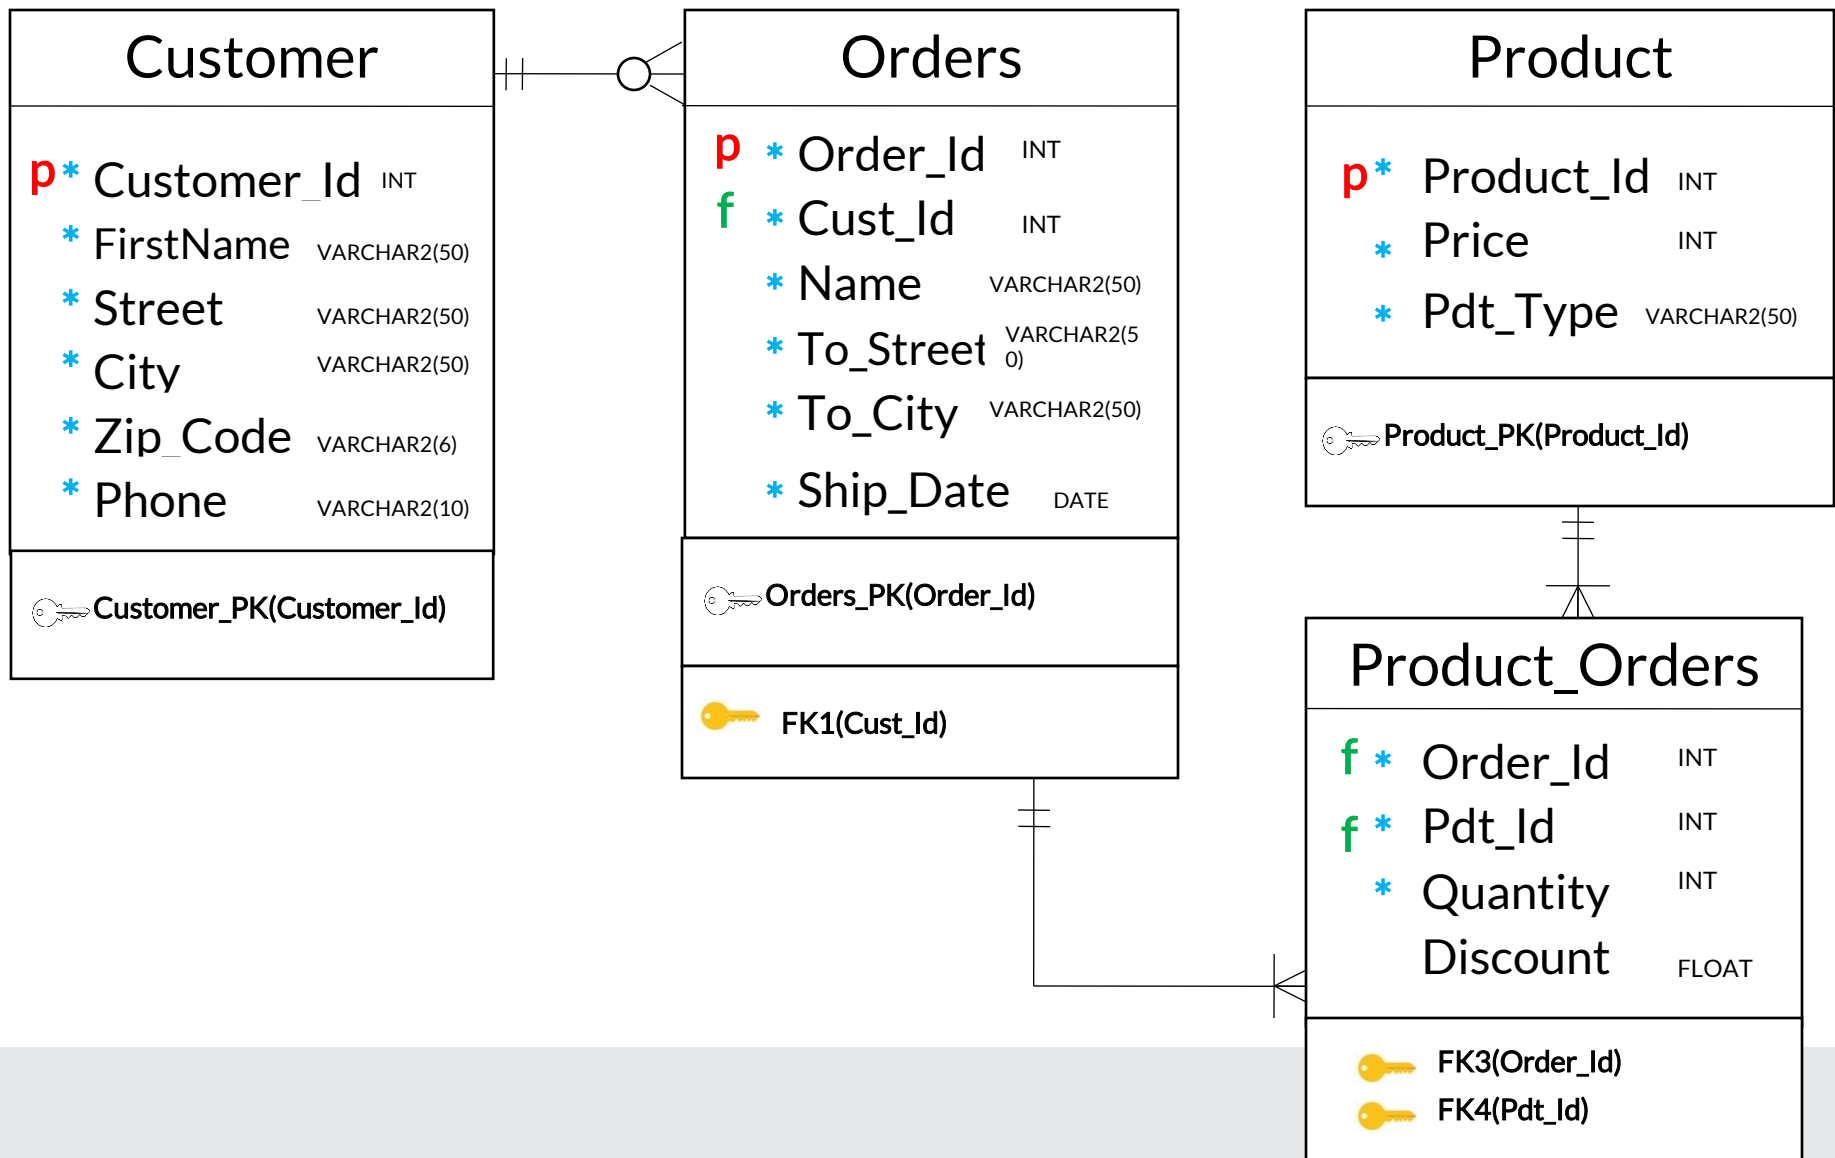 Customer
p * Customer_Id INT
* FirstName VARCHAR2(50)
* Street VARCHAR2(50)
* City VARCHAR2(50)
* Zip_Code VARCHAR2(6)
* Phone VARCHAR2(10)
Customer_PK(Customer_Id)
Orders
p * Order_Id INT
f * Cust_Id INT
* Name VARCHAR2(50)
* To_Street VARCHAR2(5
0)
* To_City VARCHAR2(50)
* Ship_Date DATE
Orders_PK(Order_Id)
FK1(Cust_Id)
Product
p * Product_Id INT
* Price INT
* Pdt_Type VARCHAR2(50)
Product_PK(Product_Id)
Product_Orders
f * Order_Id INT
f * Pdt_Id INT
* Quantity INT
Discount FLOAT
FK3(Order_Id)
FK4(Pdt_Id)